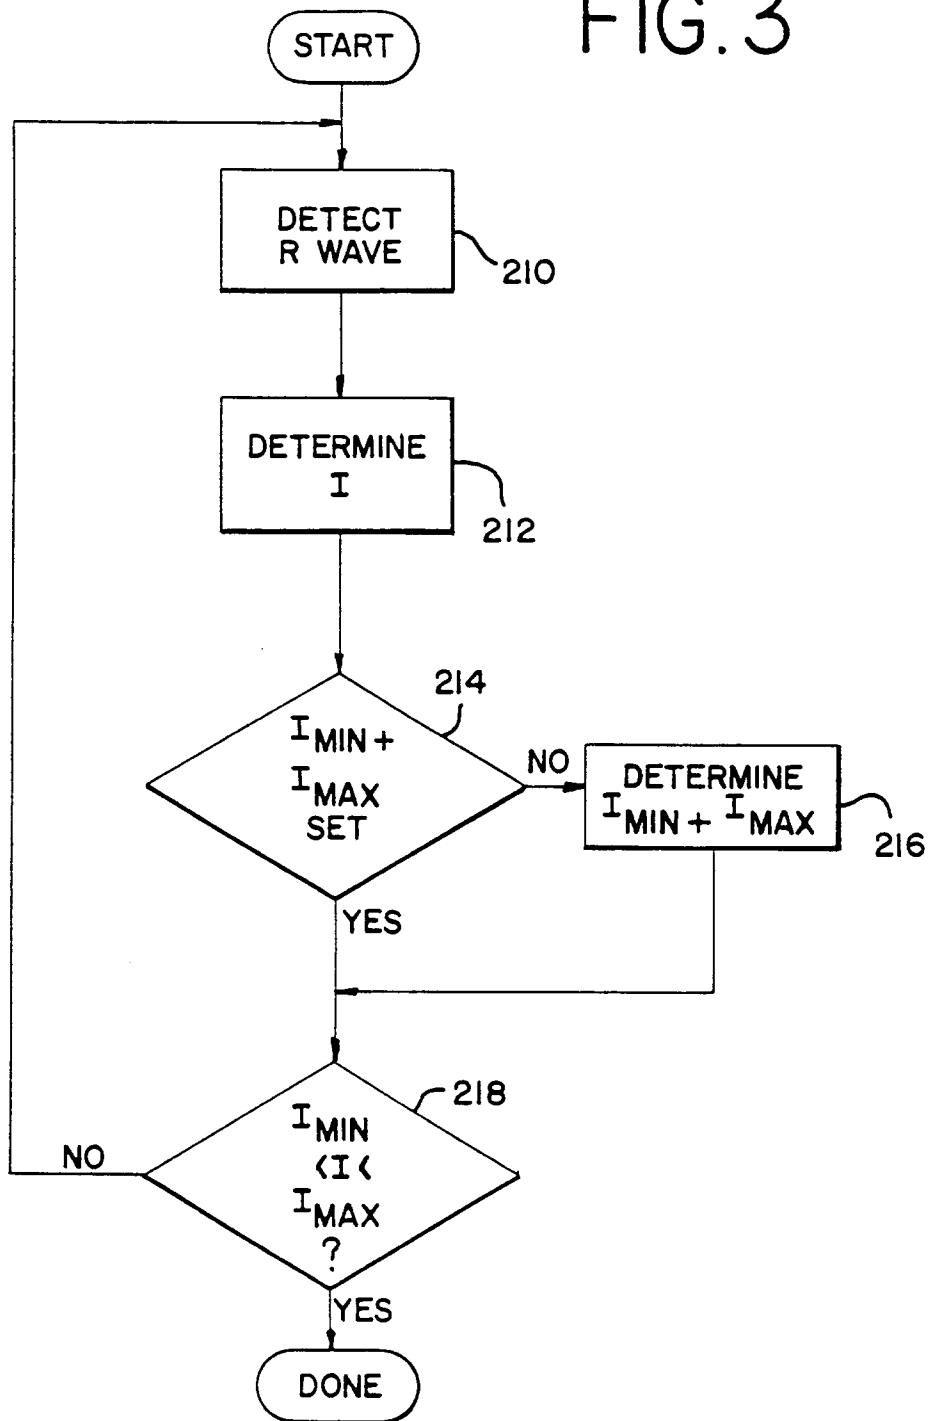 FIG. 3
START
DETECT
R WAVE
210
DETERMINE
I
212
214
I MIN +
I MAX
SET
NO
DETERMINE
I MIN + I MAX
216
YES
218
I MIN
<I<
I MAX
?
NO
YES
DONE